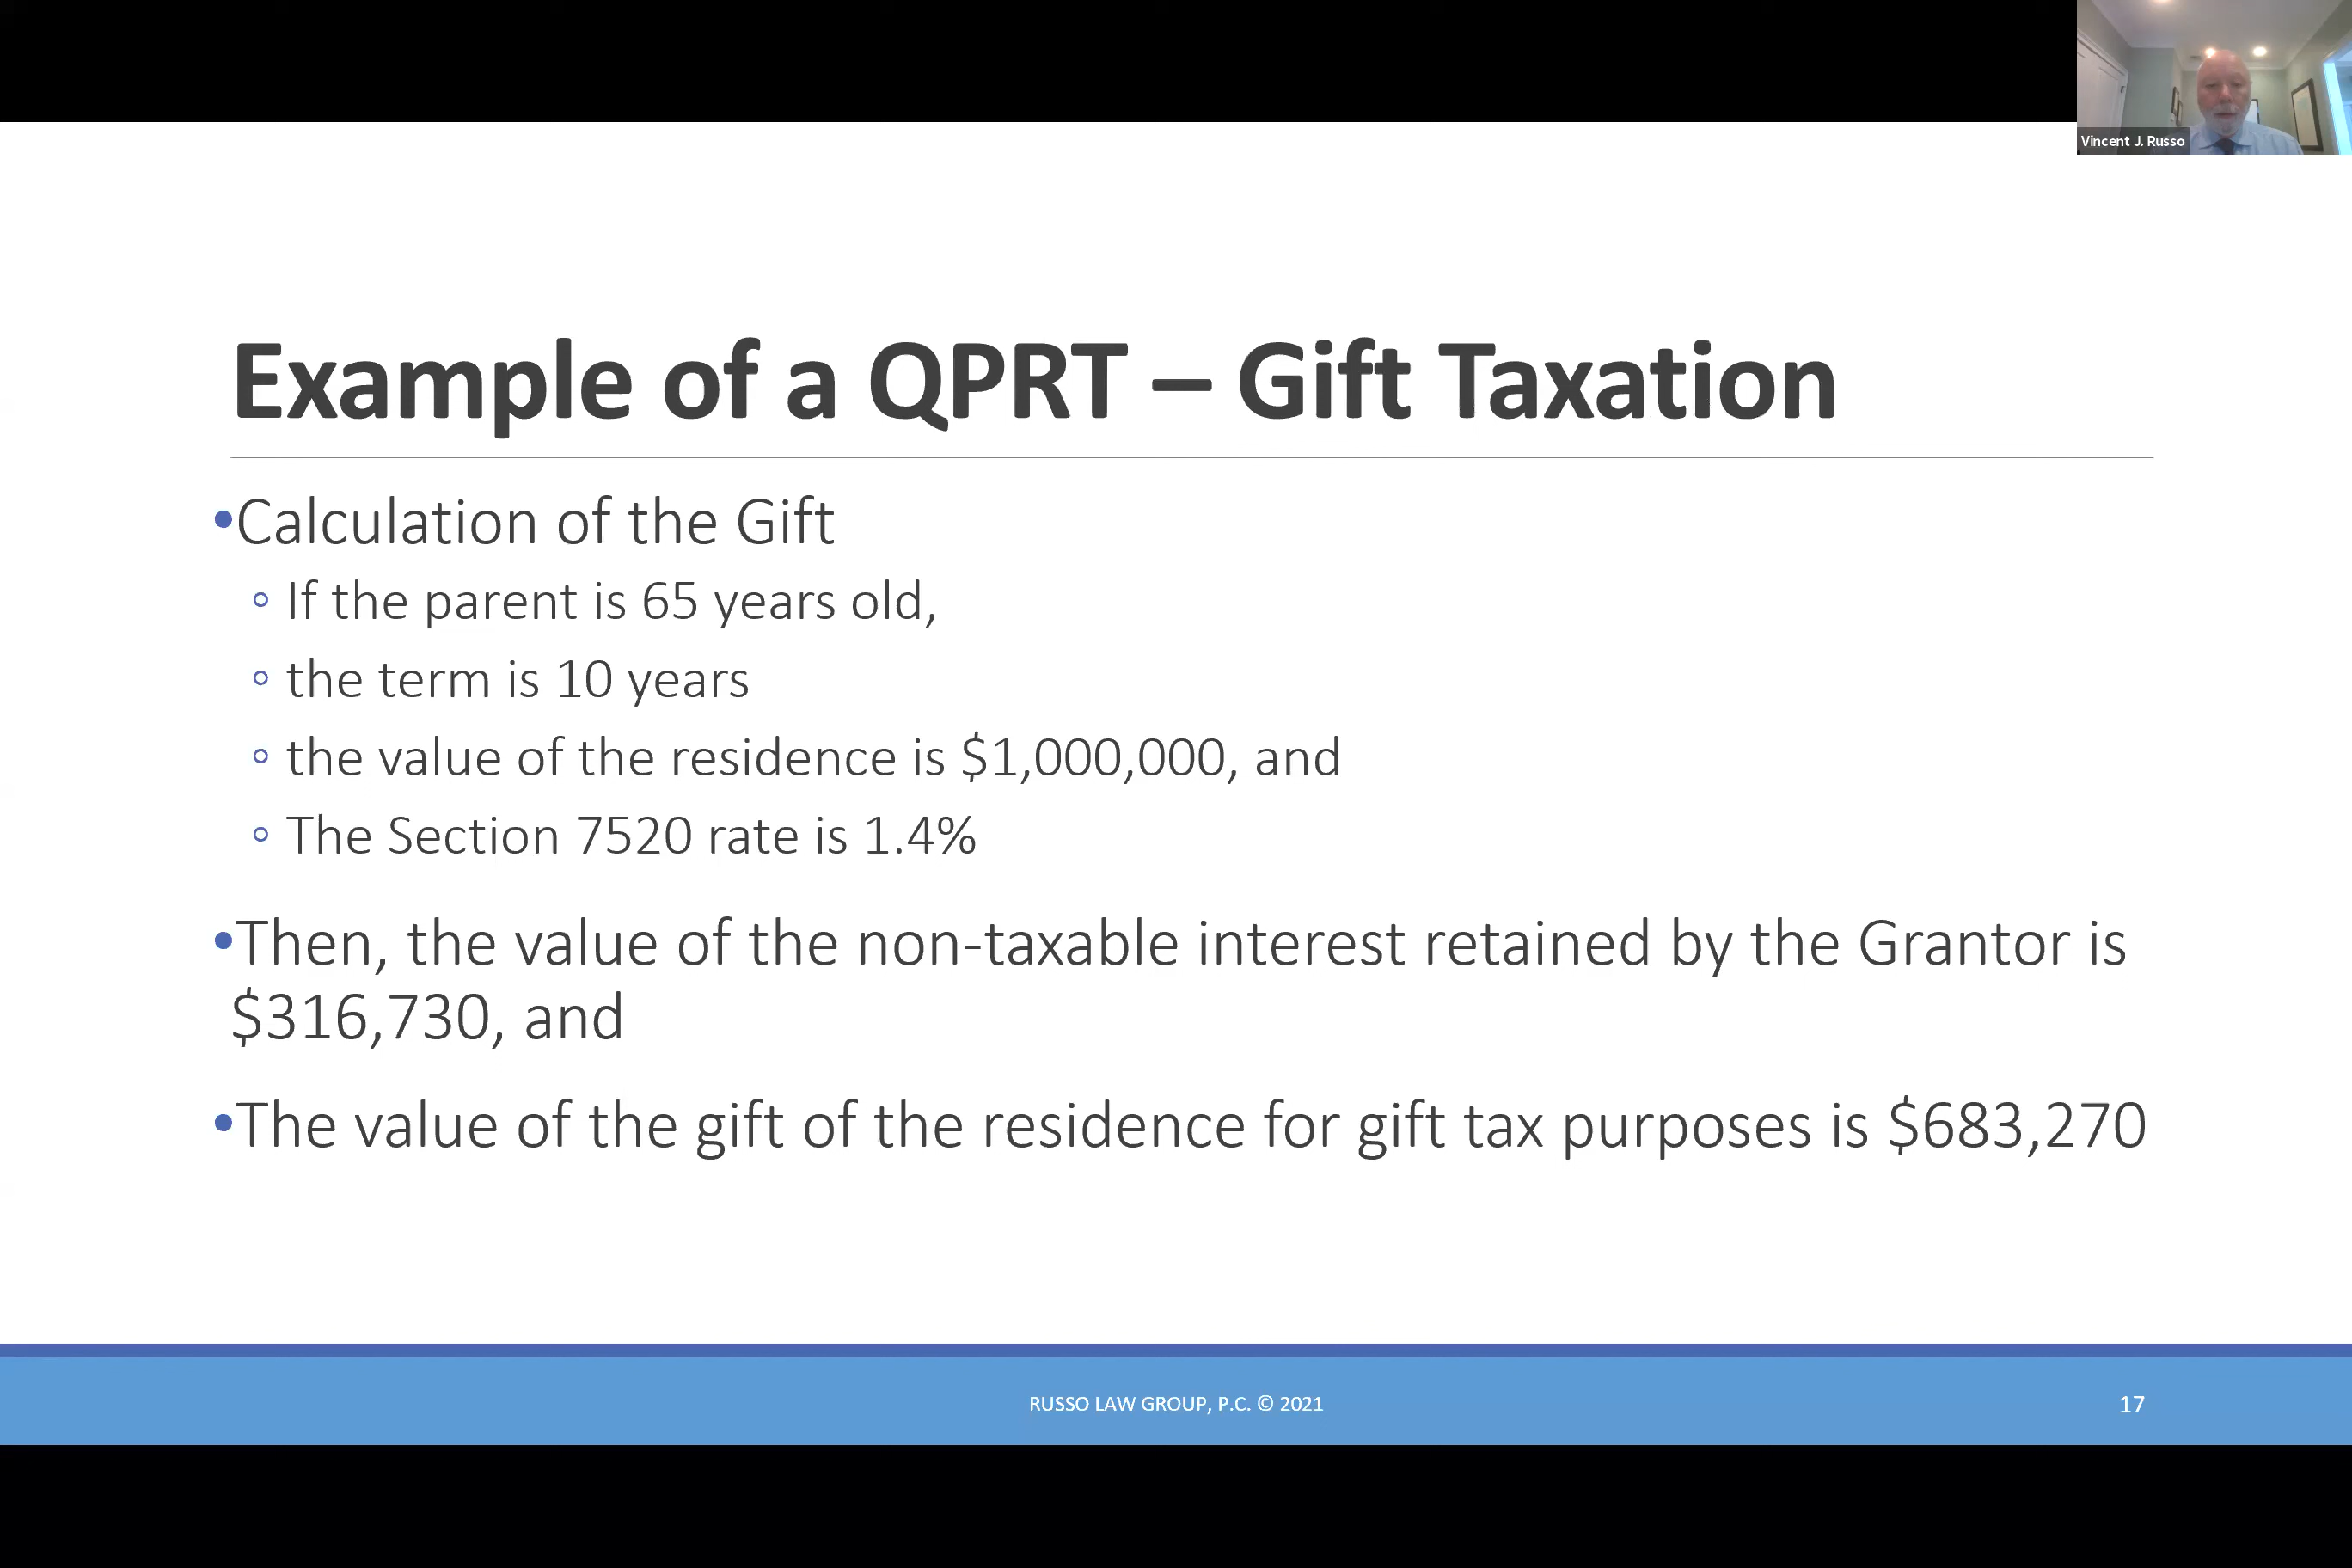 Vincent J. Russo
Example of a QPRT – Gift Taxation
•Calculation of the Gift
◦ If the parent is 65 years old,
◦ the term is 10 years
◦ the value of the residence is $1,000,000, and
◦ The Section 7520 rate is 1.4%
•Then, the value of the non-taxable interest retained by the Grantor is
$316,730, and
•The value of the gift of the residence for gift tax purposes is $683,270
RUSSO LAW GROUP, P.C. © 2021
17